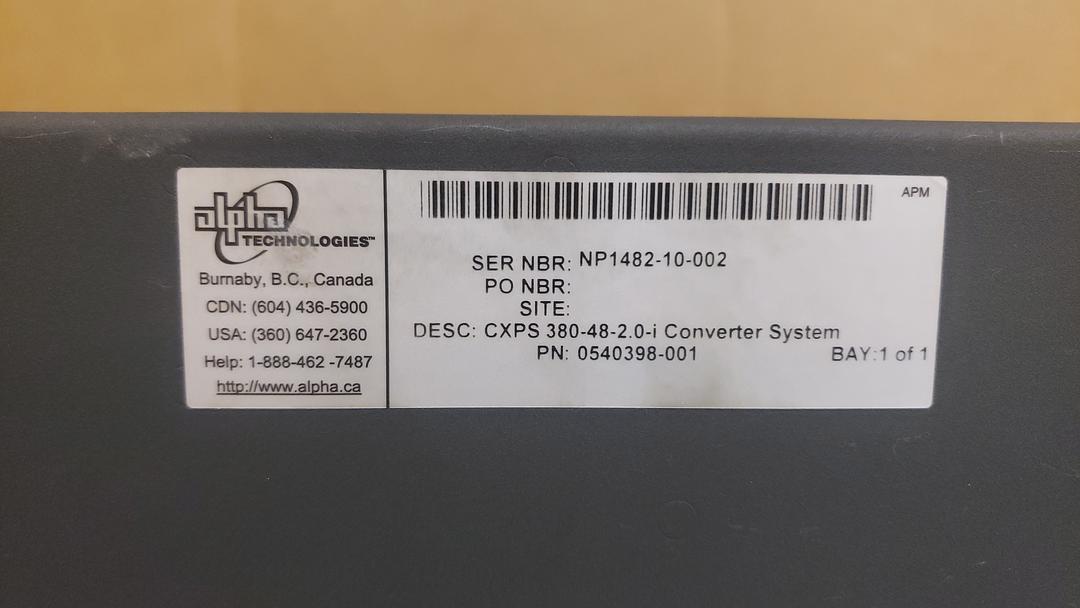 alpha
TECHNOLOGIES™
Burnaby, B.C., Canada
CDN: (604) 436-5900
USA: (360) 647-2360
Help: 1-888-462 -7487
http://www.alpha.ca
APM
SER NBR: NP1482-10-002
PO NBR:
SITE:
DESC: CXPS 380-48-2.0-i Converter System
PN: 0540398-001
BAY:1 of 1